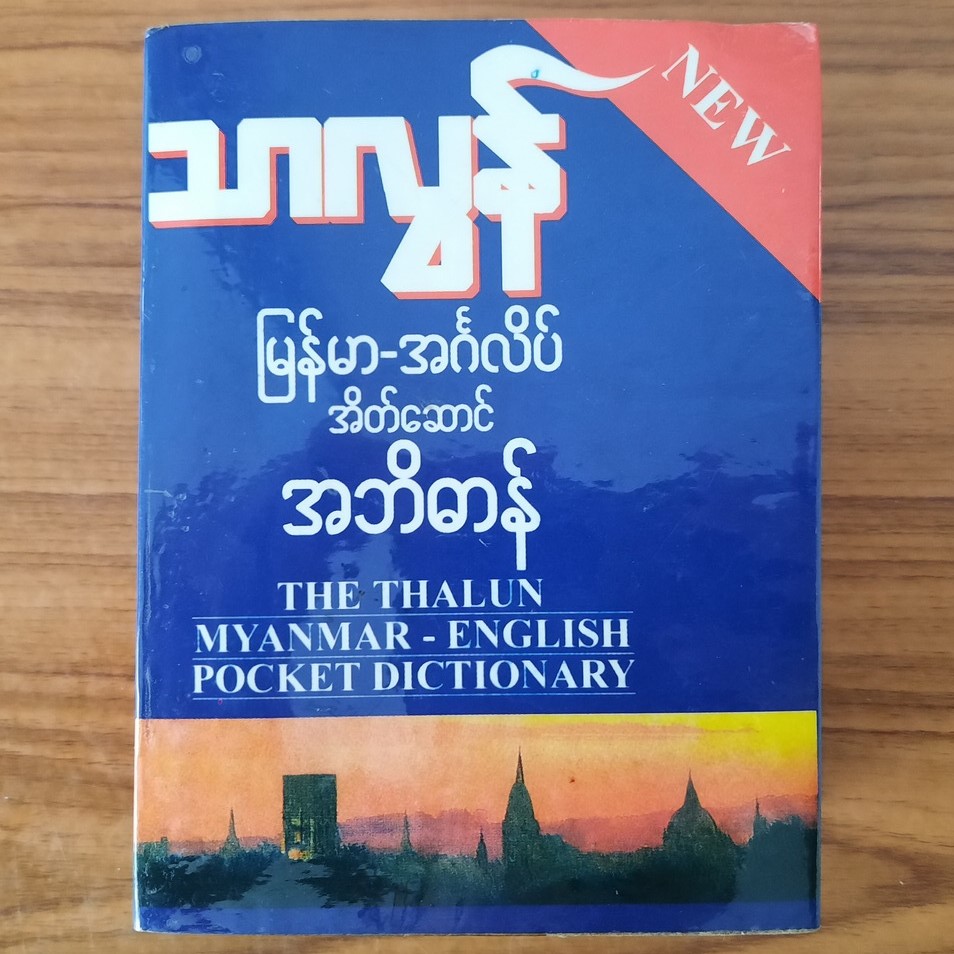 NEW
သာလွန်
မြန်မာ-အင်္ဂလိပ်
အိတ်ဆောင်
အဘိဓာန်
THE THALUN
MYANMAR - ENGLISH
POCKET DICTIONARY